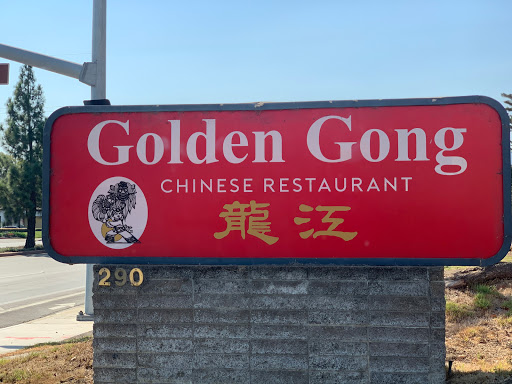 Golden Gong
CHINESE RESTAURANT
龍江
290